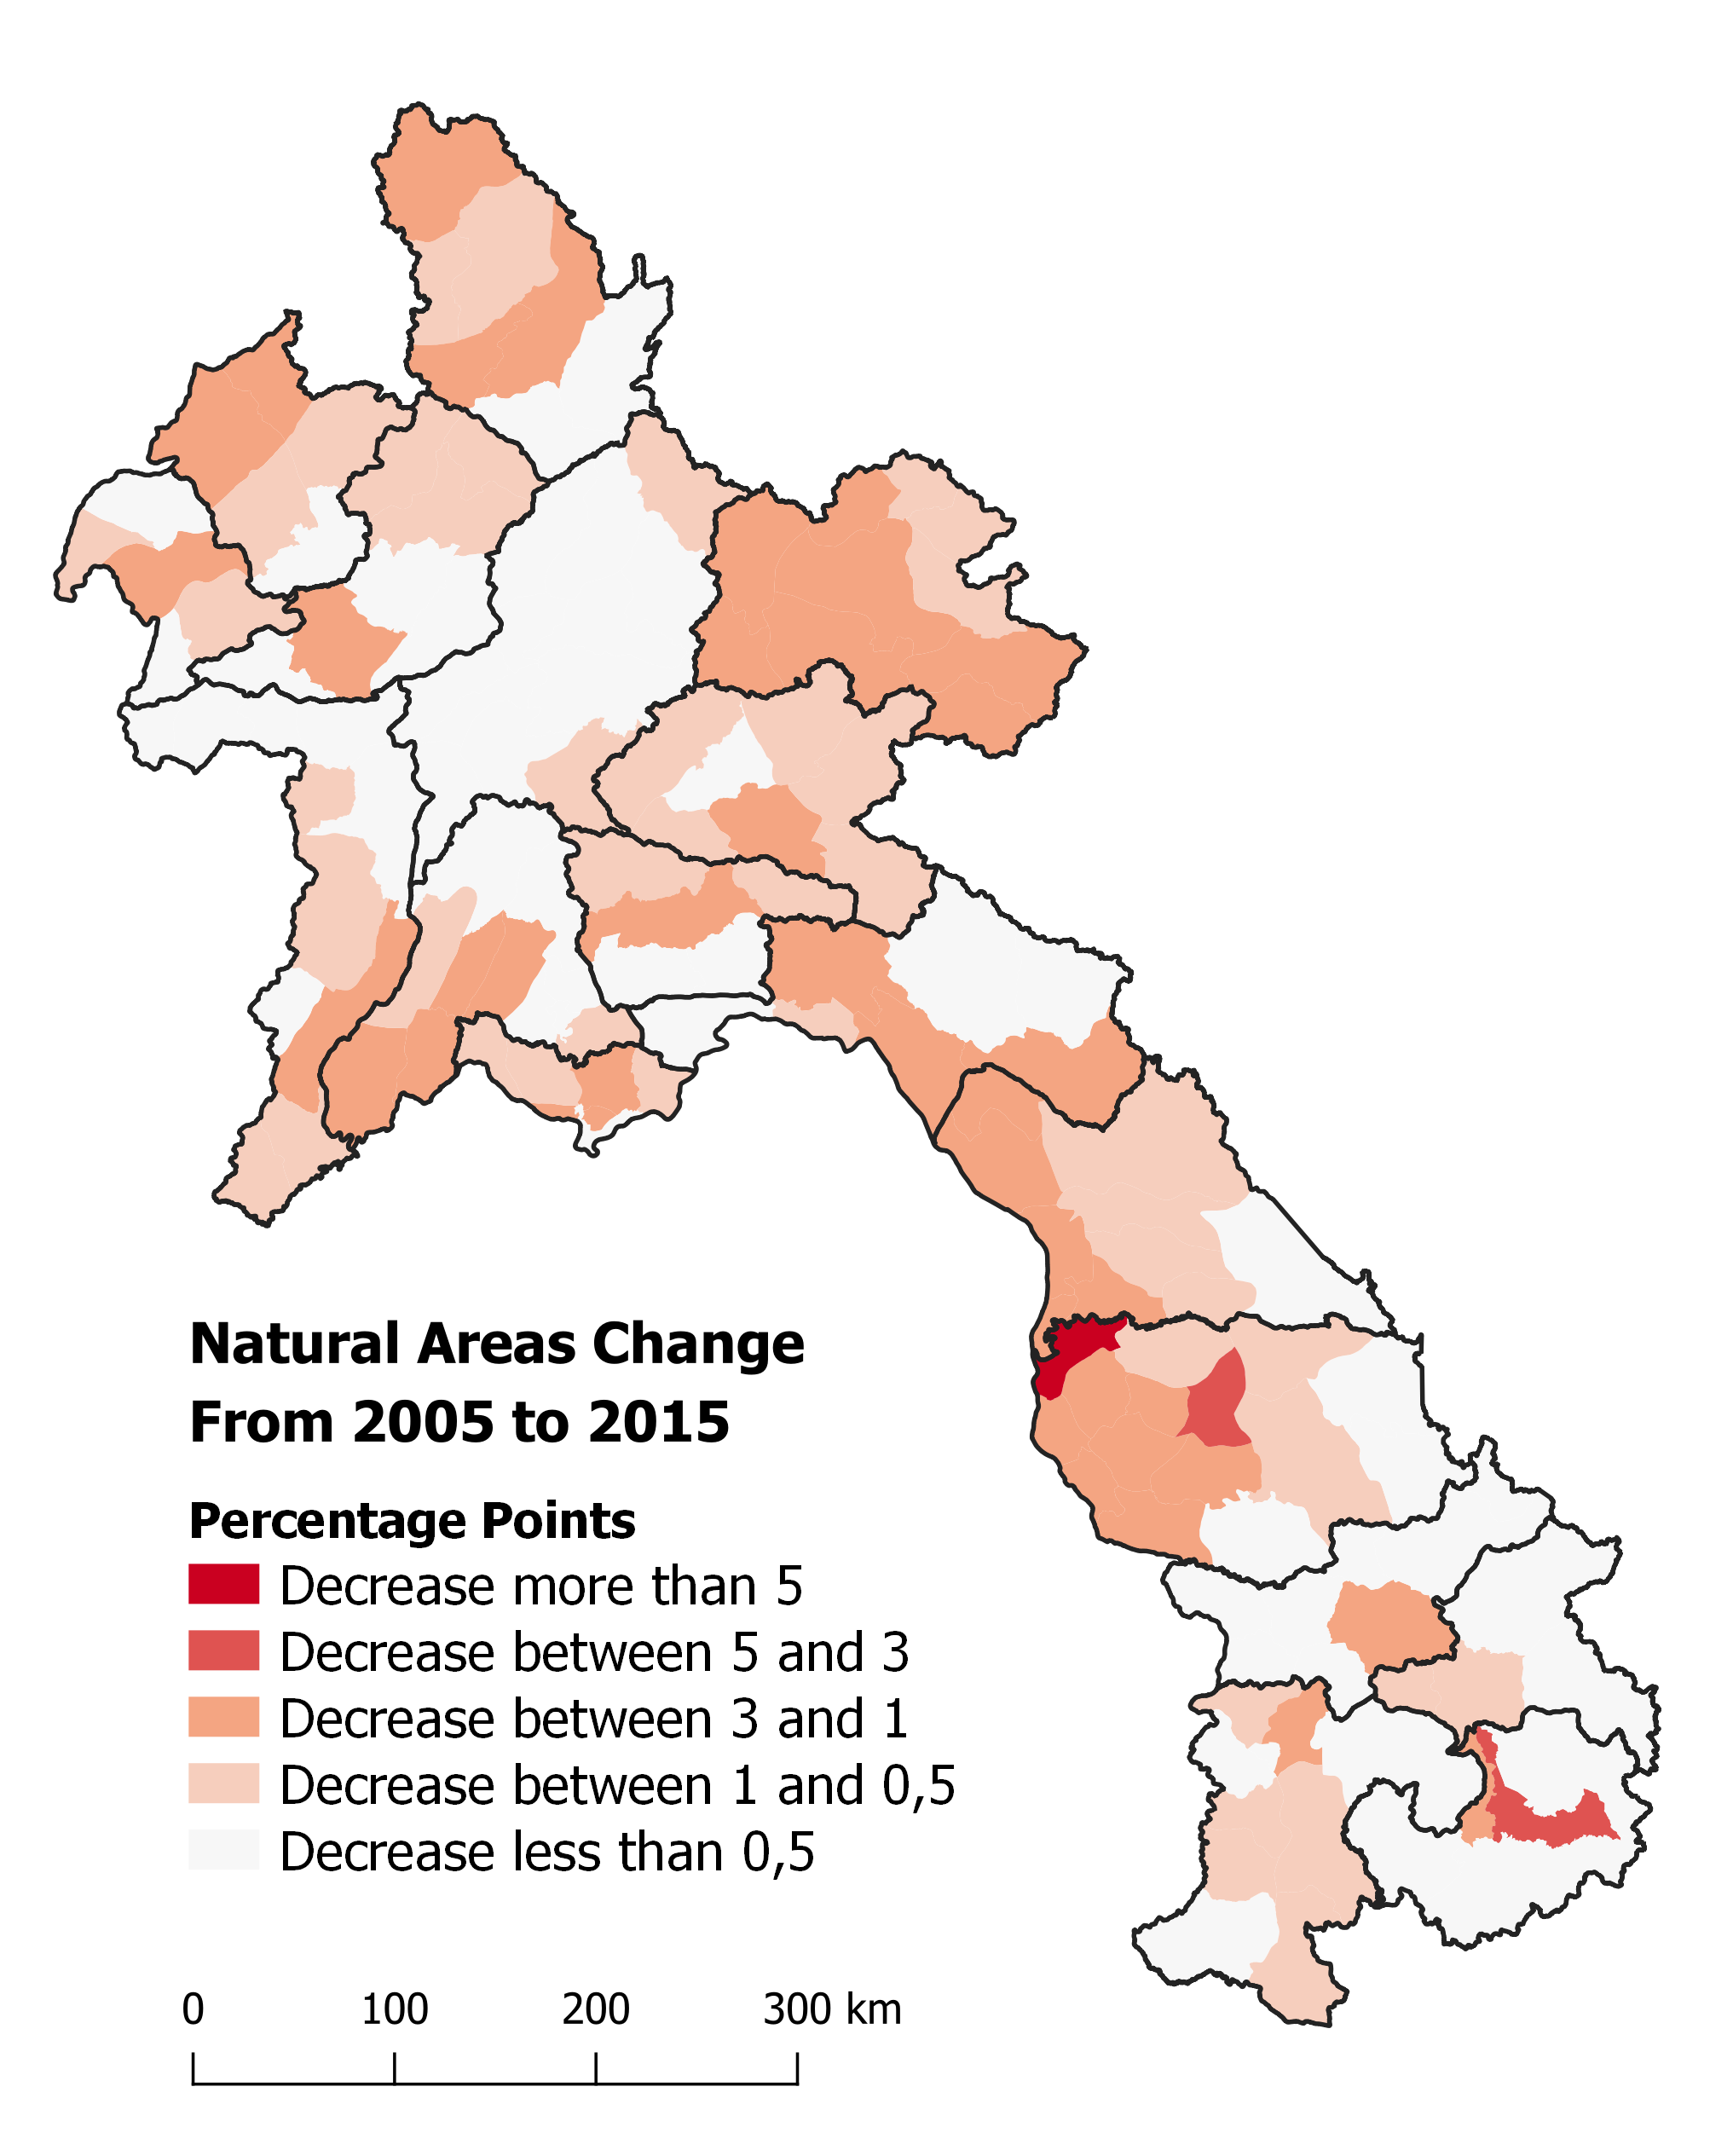 Natural Areas Change
From 2005 to 2015
Percentage Points
Decrease more than 5
Decrease between 5 and 3
Decrease between 3 and 1
Decrease between 1 and 0,5
Decrease less than 0,5
0 100 200 300 km